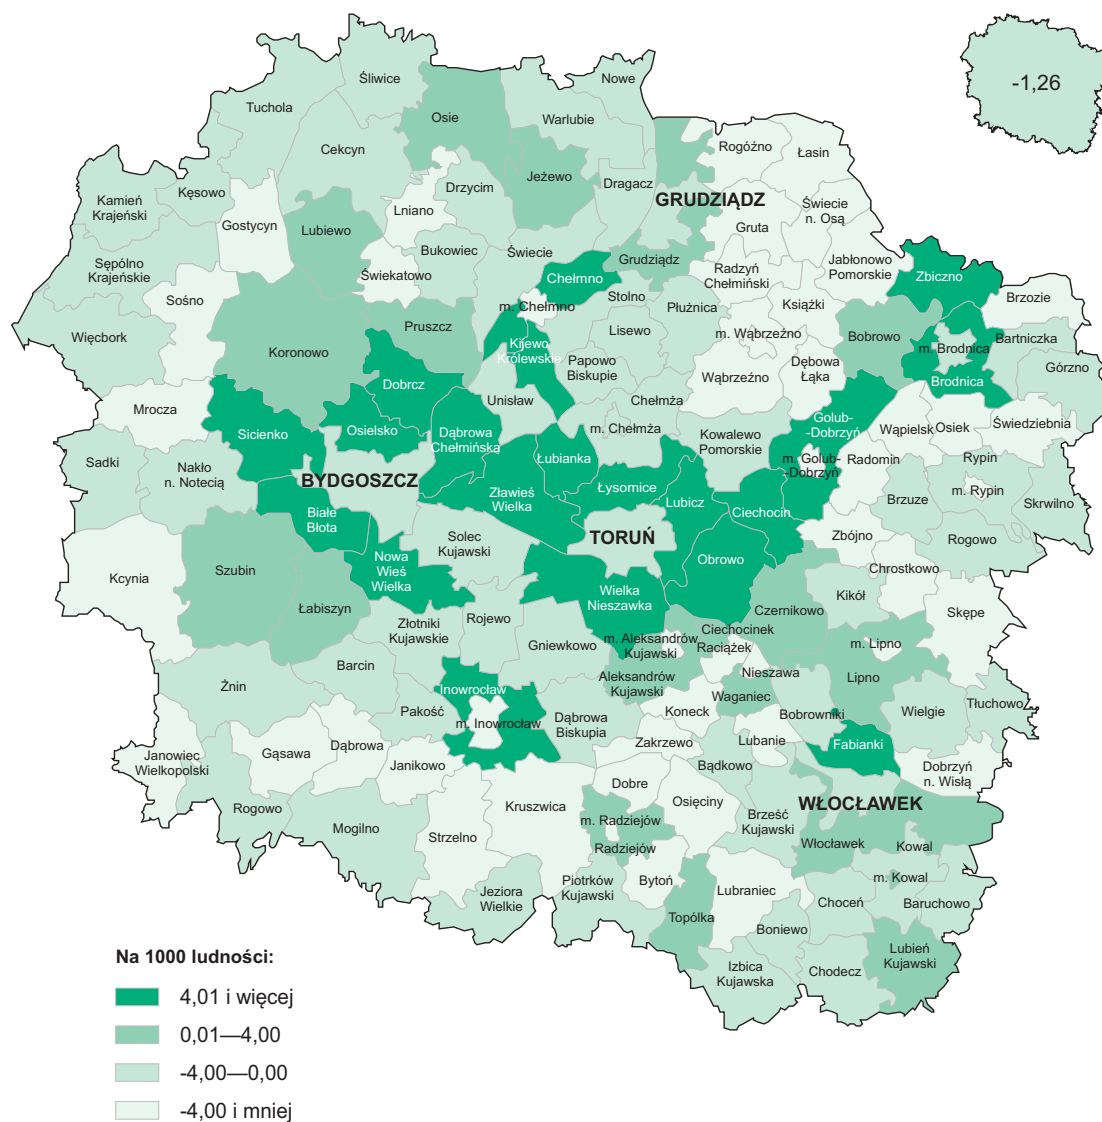 Śliwice
Nowe
-1,26
Tuchola
Osie
Warlubie
Cekcyn
Rogóźno
Łasin
Kęsowo
Kamień
Krajeński
Jeżewo
Drzycim
Dragacz
GRUDZIĄDZ
Lniano
Gostycyn
Lubiewo
Świecie
n. Osą
Gruta
Bukowiec
Świecie
Grudziądz
Sępólno
Krajeńskie
Świekatowo
Chełmno
Radzyń
Chełmiński
Jabłonowo
Pomorskie
Zbiczno
Sośno
Stolno
Płużnica
Książki
Brzozie
m. Chełmno
Więcbork
Koronowo
Pruszcz
Lisewo
m. Wąbrzeźno
Bobrowo
Bartniczka
Kijewo
Królewskie
m. Brodnica
Papowo
Biskupie
Dębowa
Łąka
Górzno
Dobrcz
Wąbrzeźno
Brodnica
Mrocza
Unisław
Chełmża
Golub-
-Dobrzyń
Sicienko
Osielsko
Dąbrowa
Chełmińska
m. Chełmża
Kowalewo
Pomorskie
Wąpielsk
Osiek
Świedziebnia
Sadki
Nakło
n. Notecią
Łubianka
m. Golub-
-Dobrzyń
Radomin
Rypin
BYDGOSZCZ
Łysomice
m. Rypin
Zławieś
Wielka
Lubicz
Ciechocin
Brzuze
Skrwilno
Białe
Błota
Solec
Kujawski
TORUŃ
Zbójno
Rogowo
Kcynia
Szubin
Nowa
Wieś
Wielka
Obrowo
Chrostkowo
Wielka
Nieszawka
Kikół
Łabiszyn
Czernikowo
Skępe
Złotniki
Kujawskie
Rojewo
Gniewkowo
Ciechocinek
m. Aleksandrów
Kujawski
Raciążek
m. Lipno
Barcin
Aleksandrów
Kujawski
Nieszawa
Lipno
Żnin
Inowrocław
Waganiec
Pakość
Koneck
Bobrowniki
Wielgie
Tłuchowo
m. Inowrocław
Dąbrowa
Biskupia
Zakrzewo
Lubanie
Fabianki
Janowiec
Wielkopolski
Gąsawa
Dąbrowa
Janikowo
Bądkowo
Dobrzyń
n. Wisłą
Dobre
Kruszwica
Osięciny
WŁOCŁAWEK
Rogowo
Mogilno
Strzelno
m. Radziejów
Brześć
Kujawski
Radziejów
Włocławek
Kowal
Piotrków
Kujawski
Bytoń
m. Kowal
Jeziora
Wielkie
Lubraniec
Choceń
Baruchowo
Topólka
Boniewo
Lubień
Kujawski
Izbica
Kujawska
Chodecz
Na 1000 ludności:
4,01 i więcej
0,01—4,00
-4,00—0,00
-4,00 i mniej